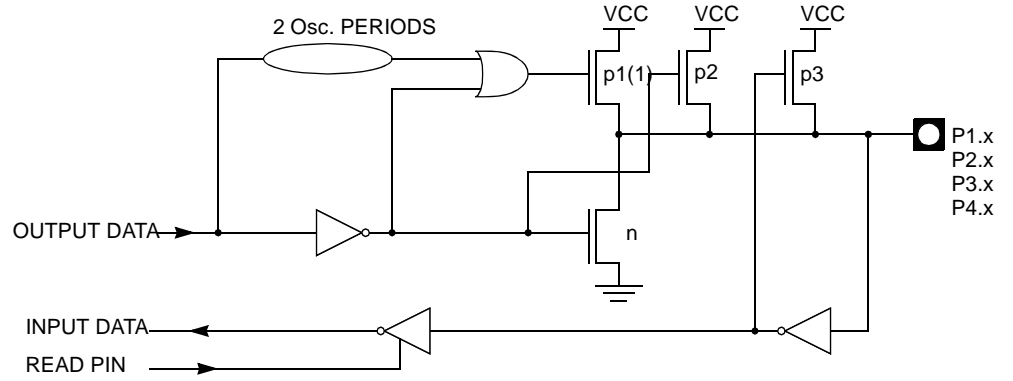 VCC VCC VCC
2 Osc. PERIODS
p1(1) p2 p3
P1.x
P2.x
P3.x
P4.x
OUTPUT DATA
n
INPUT DATA
READ PIN